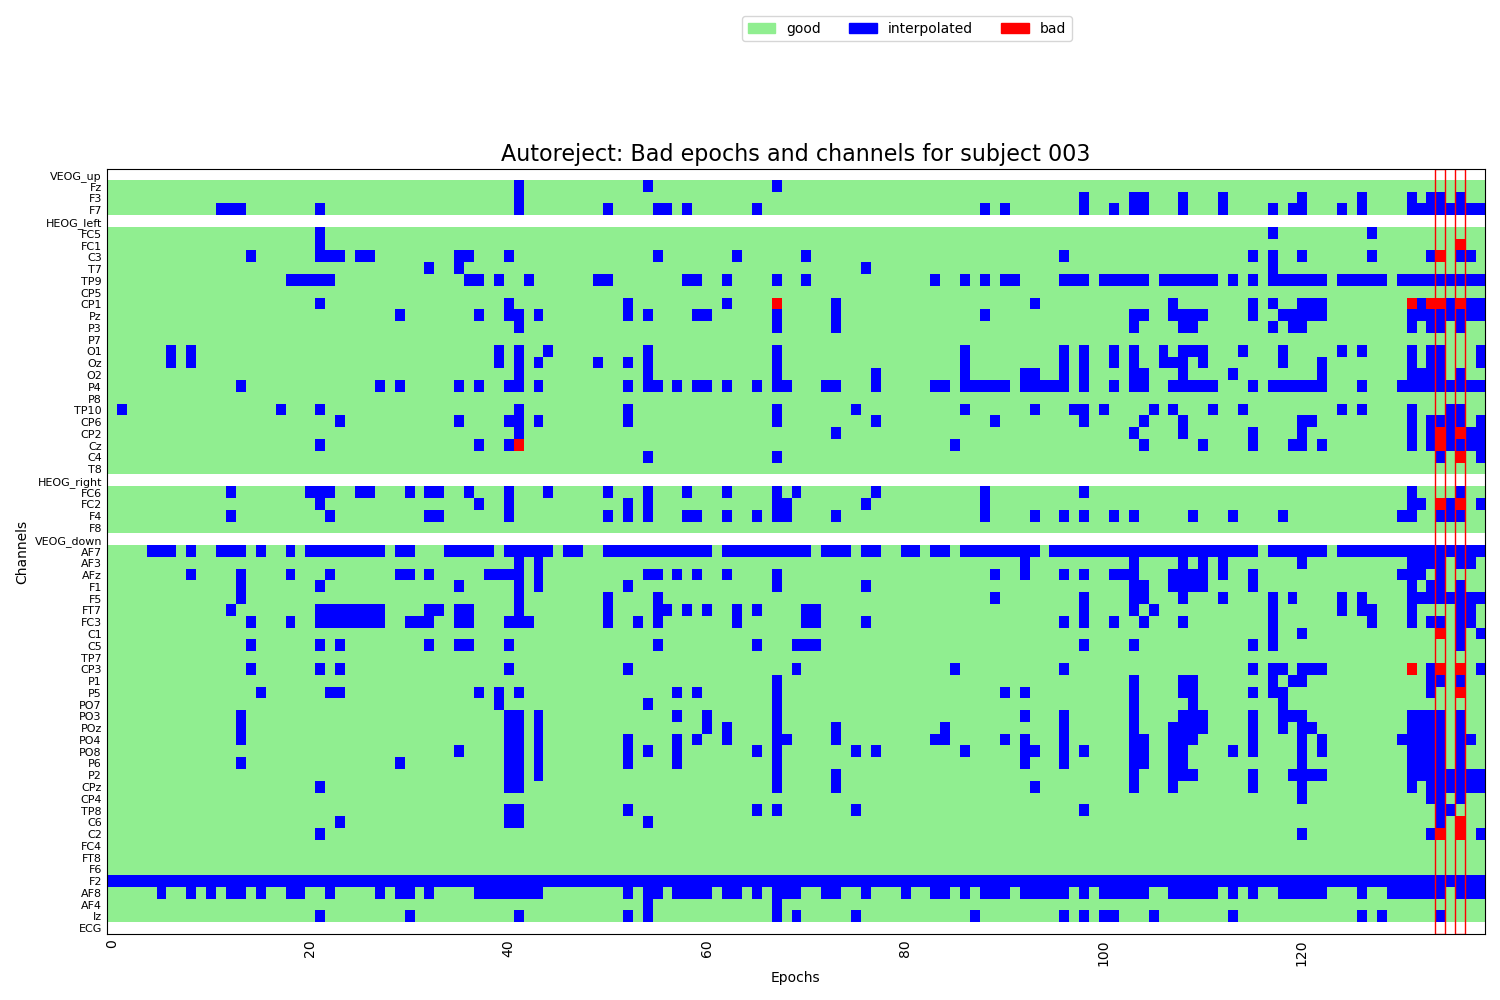 good interpolated bad
Autoreject: Bad epochs and channels for subject 003
VEOG_up
Fz
F3
F7
HEOG_left
FC5
FC1
C3
T7
TP9
CP5
CP1
Pz
P3
P7
O1
Oz
O2
P4
P8
TP10
CP6
CP2
Cz
C4
T8
HEOG_right
FC6
FC2
F4
F8
VEOG_down
AF7
AF3
AFz
F1
F5
FT7
FC3
C1
C5
TP7
CP3
P1
P5
PO7
PO3
POz
PO4
PO8
P6
P2
CPz
CP4
TP8
C6
C2
FC4
FT8
F6
F2
AF8
AF4
Iz
ECG
Channels
0 20 40 60 80 100 120
Epochs